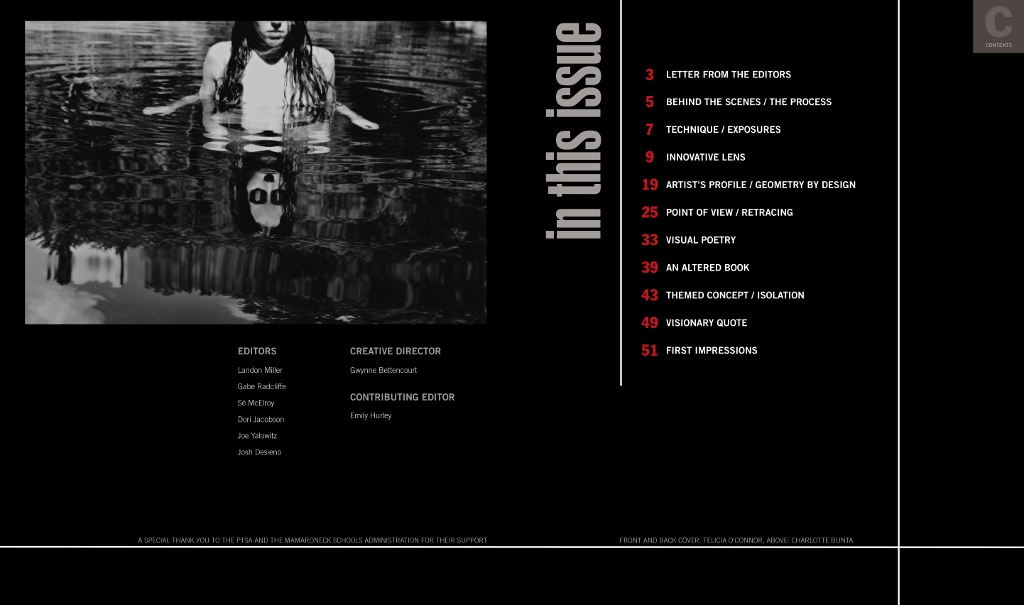 C
CONTENTS
in this issue
3 LETTER FROM THE EDITORS
5 BEHIND THE SCENES / THE PROCESS
7 TECHNIQUE / EXPOSURES
9 INNOVATIVE LENS
19 ARTIST'S PROFILE / GEOMETRY BY DESIGN
25 POINT OF VIEW / RETRACING
33 VISUAL POETRY
39 AN ALTERED BOOK
43 THEMED CONCEPT / ISOLATION
49 VISIONARY QUOTE
51 FIRST IMPRESSIONS
EDITORS
Landon Miller
Gabe Radcliffe
Sé McElroy
Dori Jacobson
Joe Yalowitz
Josh Desieno
CREATIVE DIRECTOR
Gwynne Bettencourt
CONTRIBUTING EDITOR
Emily Hurley
A SPECIAL THANK YOU TO THE PTSA AND THE MAMARONECK SCHOOLS ADMINISTRATION FOR THEIR SUPPORT
FRONT AND BACK COVER: FELICIA O'CONNOR, ABOVE: CHARLOTTE BUNTA